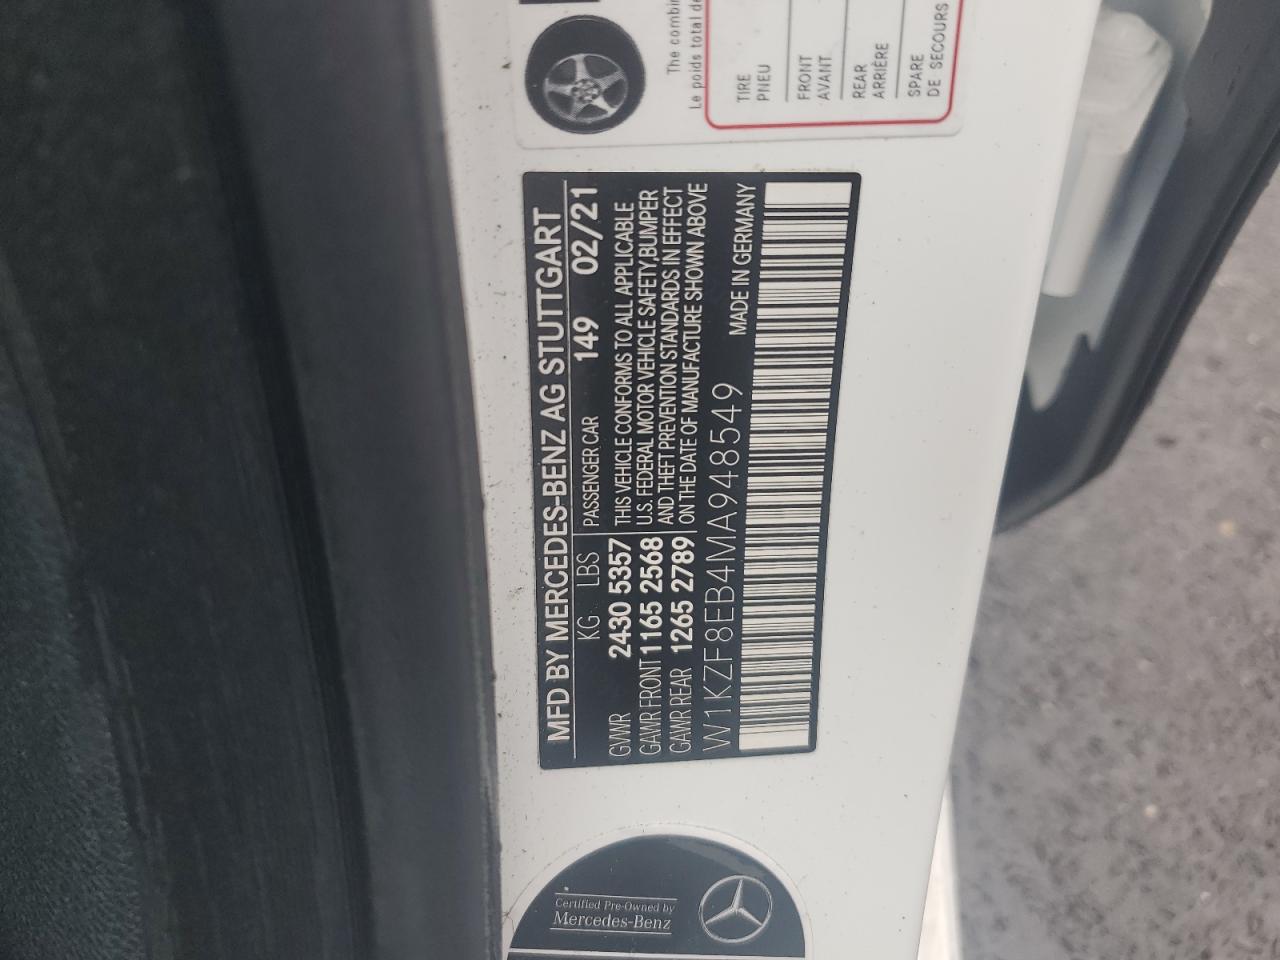 The combin
Le poids total de
TIRE
PNEU
FRONT
AVANT
REAR
ARRIÈRE
SPARE
DE SECOURS
MFD BY MERCEDES-BENZ AG STUTTGART
KG LBS PASSENGER CAR 149 02/21
GVWR 2430 5357 THIS VEHICLE CONFORMS TO ALL APPLICABLE
GAWR FRONT 1165 2568 U.S. FEDERAL MOTOR VEHICLE SAFETY,BUMPER
GAWR REAR 1265 2789 AND THEFT PREVENTION STANDARDS IN EFFECT
ON THE DATE OF MANUFACTURE SHOWN ABOVE
W1KZF8EB4MA948549 MADE IN GERMANY
Certified Pre-Owned by
Mercedes-Benz